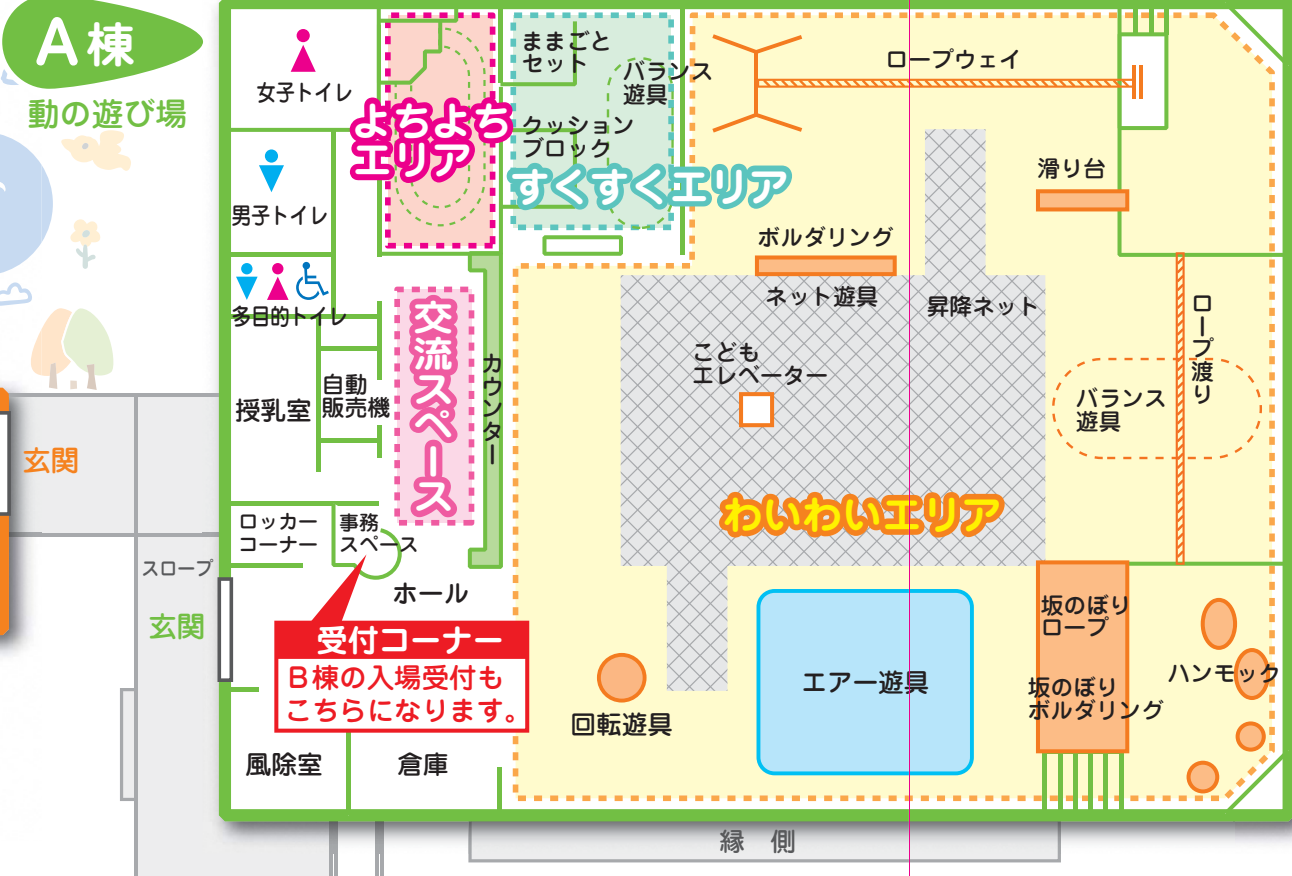 A棟
動の遊び場
女子トイレ
男子トイレ
多目的トイレ
授乳室
自動
販売機
よちよち
エリア
ままごと
セット
バランス
遊具
クッション
ブロック
すくすくエリア
交流スペース
カウンター
ロープウェイ
滑り台
ボルダリング
ネット遊具
昇降ネット
こども
エレベーター
ロープ渡り
バランス
遊具
わいわいエリア
玄関
スロープ
玄関
ロッカー
コーナー
事務
スペース
ホール
受付コーナー
B棟の入場受付も
こちらになります。
風除室
倉庫
回転遊具
エアー遊具
坂のぼり
ロープ
坂のぼり
ボルダリング
ハンモック
縁側